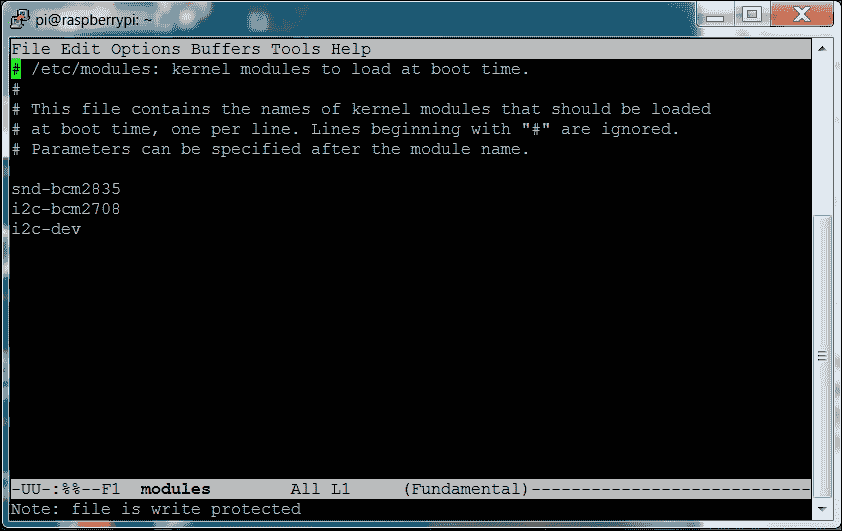 pi@raspberrypi: ~
File Edit Options Buffers Tools Help
# /etc/modules: kernel modules to load at boot time.
#
# This file contains the names of kernel modules that should be loaded
# at boot time, one per line. Lines beginning with "#" are ignored.
# Parameters can be specified after the module name.
snd-bcm2835
i2c-bcm2708
i2c-dev
-UU-:%%--F1  modules        All L1     (Fundamental)----------------------------
Note: file is write protected